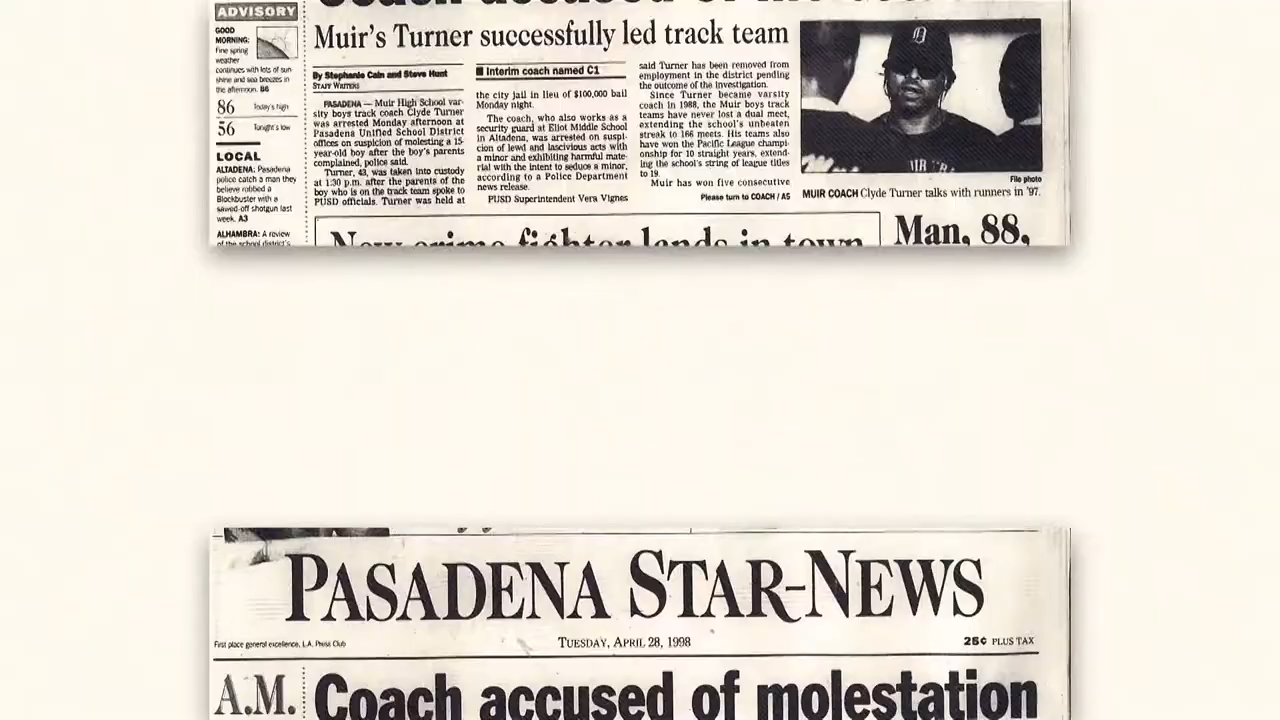 ADVISORY
GOOD
MORNING:
Fine spring
weather
continues with lots of sun-
shine and sea breezes in
the afternoon. B6
86 Today's high
56 Tonight's low
LOCAL
ALTADENA: Pasadena
police catch a man they
believe robbed a
Blockbuster with a
sawed-off shotgun last
week. A3
ALHAMBRA: A review
of the school district's
Muir's Turner successfully led track team
By Stephanie Cain and Steve Hunt
STAFF WRITERS
PASADENA — Muir High School var-
sity boys track coach Clyde Turner
was arrested Monday afternoon at
Pasadena Unified School District
offices on suspicion of molesting a 15-
year-old boy after the boy's parents
complained, police said.
Turner, 43, was taken into custody
at 1:30 p.m. after the parents of the
boy who is on the track team spoke to
PUSD officials. Turner was held at
■ Interim coach named C1
the city jail in lieu of $100,000 bail
Monday night.
The coach, who also works as a
security guard at Eliot Middle School
in Altadena, was arrested on suspi-
cion of lewd and lascivious acts with
a minor and exhibiting harmful mate-
rial with the intent to seduce a minor,
according to a Police Department
news release.
PUSD Superintendent Vera Vignes
said Turner has been removed from
employment in the district pending
the outcome of the investigation.
Since Turner became varsity
coach in 1988, the Muir boys track
teams have never lost a dual meet,
extending the school's unbeaten
streak to 166 meets. His teams also
have won the Pacific League champi-
onship for 10 straight years, extend-
ing the school's string of league titles
to 19.
Muir has won five consecutive
Please turn to COACH / A5
D
File photo
MUIR COACH Clyde Turner talks with runners in '97.
New crime fighter lands in town
Man, 88,
PASADENA STAR-NEWS
First place general excellence, L.A. Press Club
TUESDAY, APRIL 28, 1998
25¢ PLUS TAX
A.M.
Coach accused of molestation